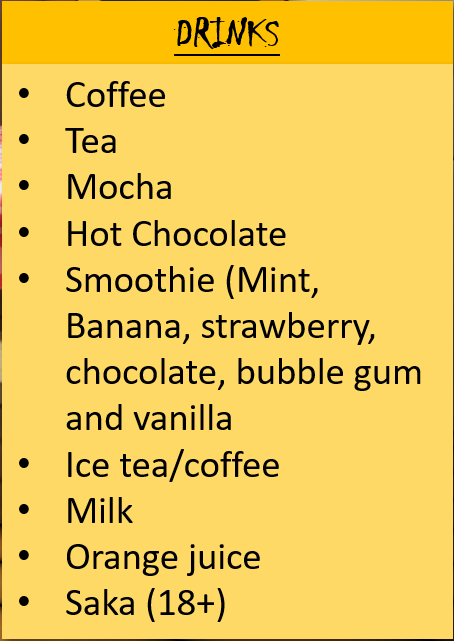 DRINKS
• Coffee
• Tea
• Mocha
• Hot Chocolate
• Smoothie (Mint,
Banana, strawberry,
chocolate, bubble gum
and vanilla
• Ice tea/coffee
• Milk
• Orange juice
• Saka (18+)